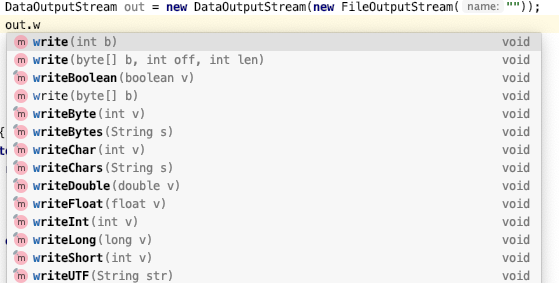 DataOutputStream out = new DataOutputStream(new FileOutputStream( name: ""));
out.w
m write(int b) void
m write(byte[] b, int off, int len) void
m writeBoolean(boolean v) void
m write(byte[] b) void
m writeByte(int v) void
m writeBytes(String s) void
m writeChar(int v) void
m writeChars(String s) void
m writeDouble(double v) void
m writeFloat(float v) void
m writeInt(int v) void
m writeLong(long v) void
m writeShort(int v) void
m writeUTF(String str) void